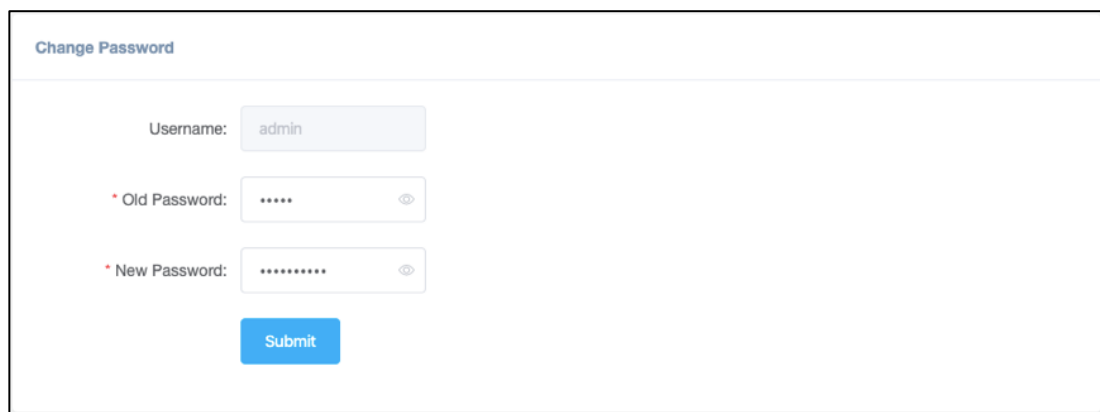 Change Password
Username: admin
* Old Password: •••••
* New Password: ••••••••••
Submit